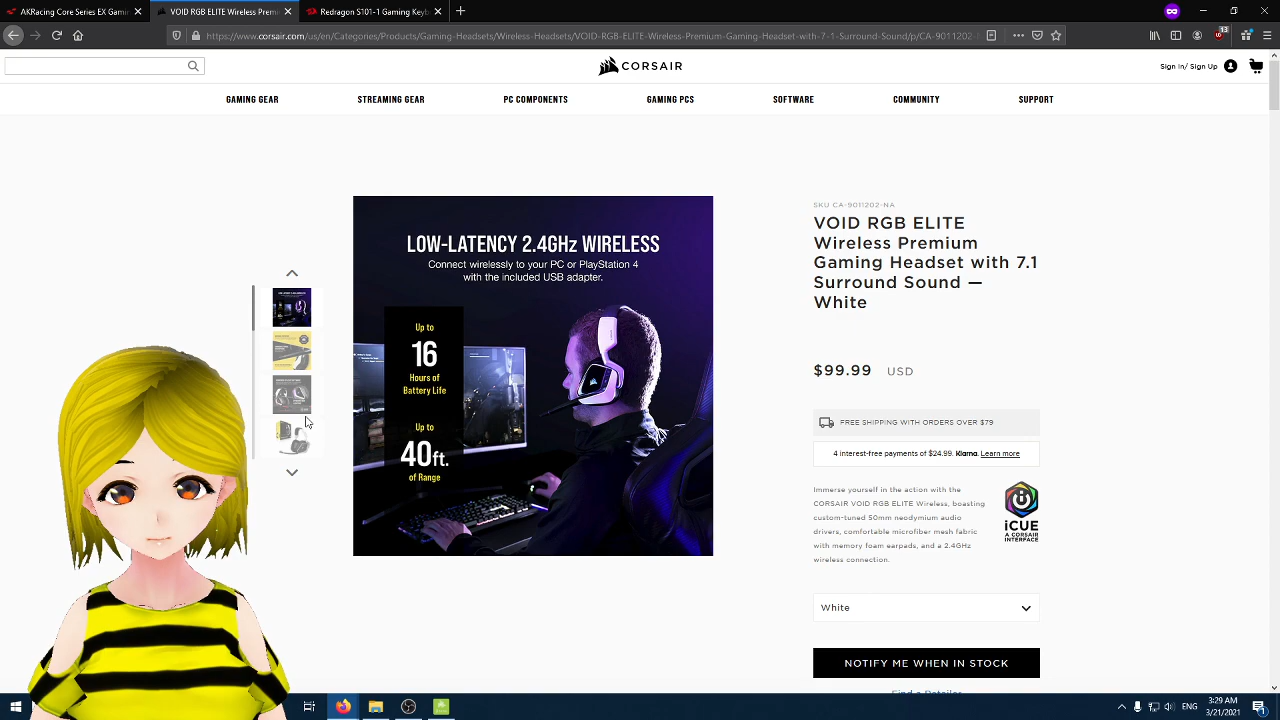 AKRacing Core Series EX Gamin
VOID RGB ELITE Wireless Premi
Redragon S101-1 Gaming Keyb
https://www.corsair.com/us/en/Categories/Products/Gaming-Headsets/Wireless-Headsets/VOID-RGB-ELITE-Wireless-Premium-Gaming-Headset-with-7-1-Surround-Sound/p/CA-9011202-
33
CORSAIR
Sign In/ Sign Up
GAMING GEAR
STREAMING GEAR
PC COMPONENTS
GAMING PCS
SOFTWARE
COMMUNITY
SUPPORT
LOW-LATENCY 2.4GHz WIRELESS
Connect wirelessly to your PC or PlayStation 4
with the included USB adapter.
Up to
16
Hours of
Battery Life
Up to
40ft.
of Range
SKU CA-9011202-NA
VOID RGB ELITE
Wireless Premium
Gaming Headset with 7.1
Surround Sound —
White
$99.99 USD
FREE SHIPPING WITH ORDERS OVER $79
4 interest-free payments of $24.99. Klarna. Learn more
Immerse yourself in the action with the
CORSAIR VOID RGB ELITE Wireless, boasting
custom-tuned 50mm neodymium audio
drivers, comfortable microfiber mesh fabric
with memory foam earpads, and a 2.4GHz
wireless connection.
iCUE
A CORSAIR
INTERFACE
White
NOTIFY ME WHEN IN STOCK
Find a Retailer
ENG
3:29 AM
3/21/2021
1